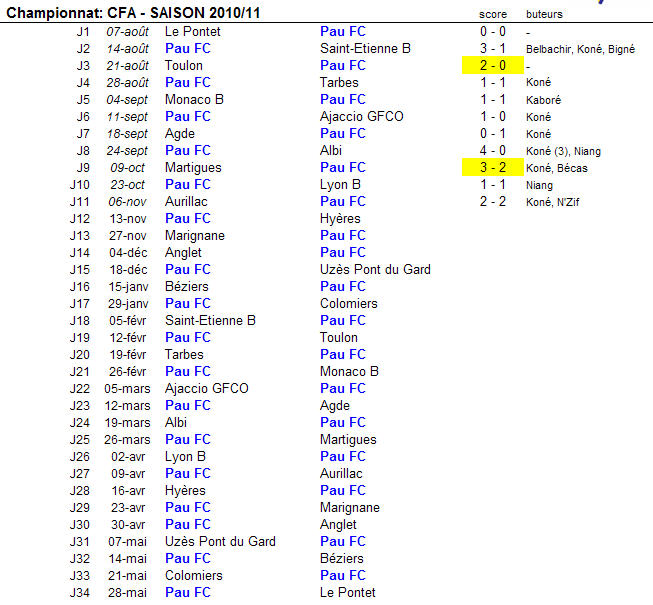 Championnat: CFA - SAISON 2010/11 score buteurs
J1 07-août Le Pontet Pau FC 0 - 0 -
J2 14-août Pau FC Saint-Etienne B 3 - 1 Belbachir, Koné, Bigné
J3 21-août Toulon Pau FC 2 - 0 -
J4 28-août Pau FC Tarbes 1 - 1 Koné
J5 04-sept Monaco B Pau FC 1 - 1 Kaboré
J6 11-sept Pau FC Ajaccio GFCO 1 - 0 Koné
J7 18-sept Agde Pau FC 0 - 1 Koné
J8 24-sept Pau FC Albi 4 - 0 Koné (3), Niang
J9 09-oct Martigues Pau FC 3 - 2 Koné, Bécas
J10 23-oct Pau FC Lyon B 1 - 1 Niang
J11 06-nov Aurillac Pau FC 2 - 2 Koné, N'Zif
J12 13-nov Pau FC Hyères
J13 27-nov Marignane Pau FC
J14 04-déc Anglet Pau FC
J15 18-déc Pau FC Uzès Pont du Gard
J16 15-janv Béziers Pau FC
J17 29-janv Pau FC Colomiers
J18 05-févr Saint-Etienne B Pau FC
J19 12-févr Pau FC Toulon
J20 19-févr Tarbes Pau FC
J21 26-févr Pau FC Monaco B
J22 05-mars Ajaccio GFCO Pau FC
J23 12-mars Pau FC Agde
J24 19-mars Albi Pau FC
J25 26-mars Pau FC Martigues
J26 02-avr Lyon B Pau FC
J27 09-avr Pau FC Aurillac
J28 16-avr Hyères Pau FC
J29 23-avr Pau FC Marignane
J30 30-avr Pau FC Anglet
J31 07-mai Uzès Pont du Gard Pau FC
J32 14-mai Pau FC Béziers
J33 21-mai Colomiers Pau FC
J34 28-mai Pau FC Le Pontet